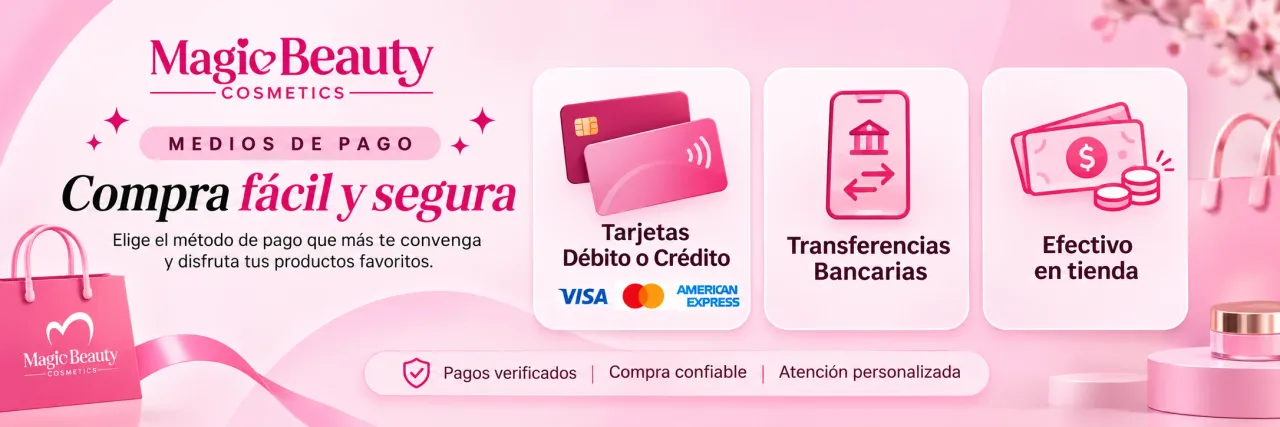 Magic Beauty
COSMETICS
MEDIOS DE PAGO
Compra fácil y segura
Elige el método de pago que más te convenga
y disfruta tus productos favoritos.
Magic Beauty
COSMETICS
Tarjetas
Débito o Crédito
VISA
AMERICAN
EXPRESS
Transferencias
Bancarias
$
Efectivo
en tienda
Pagos verificados | Compra confiable | Atención personalizada